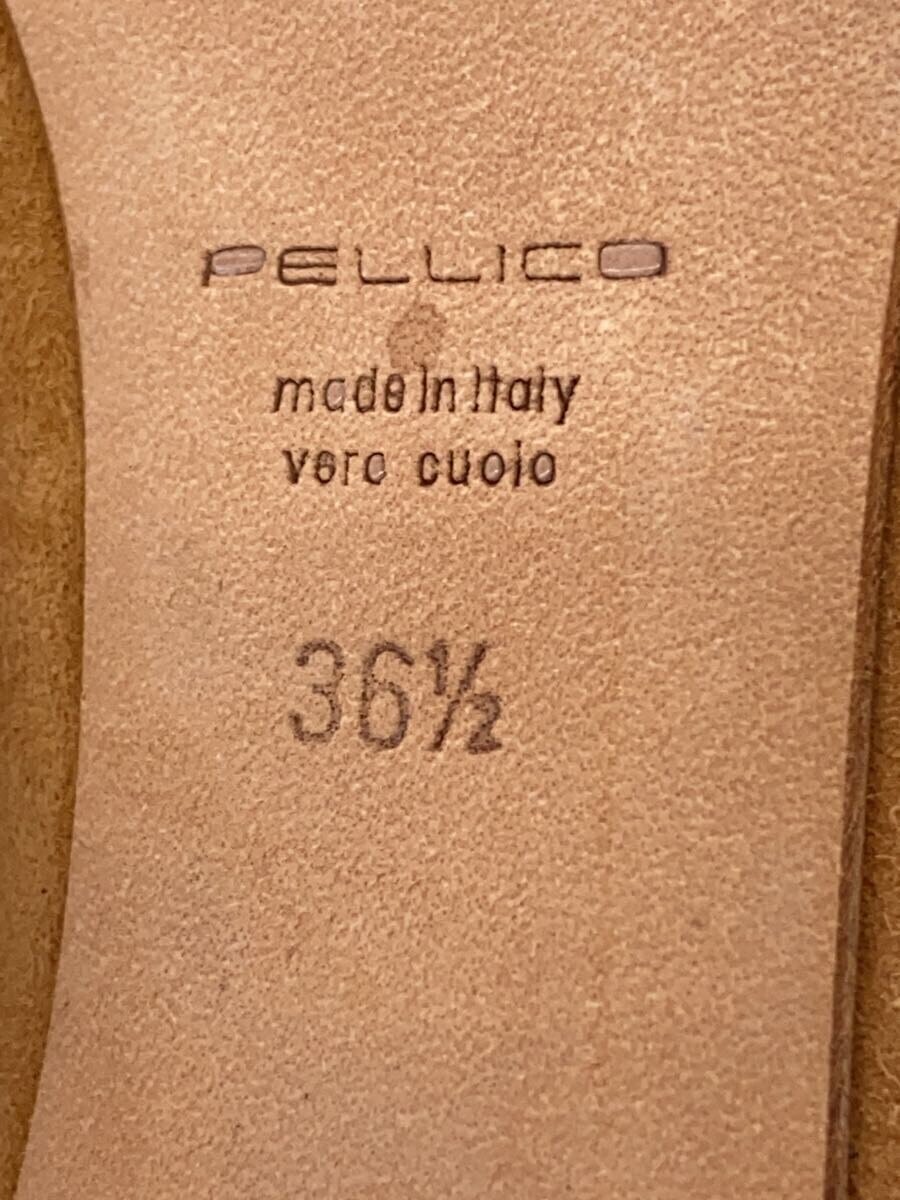 PELLICO
made in Italy
vero cuoio
36½